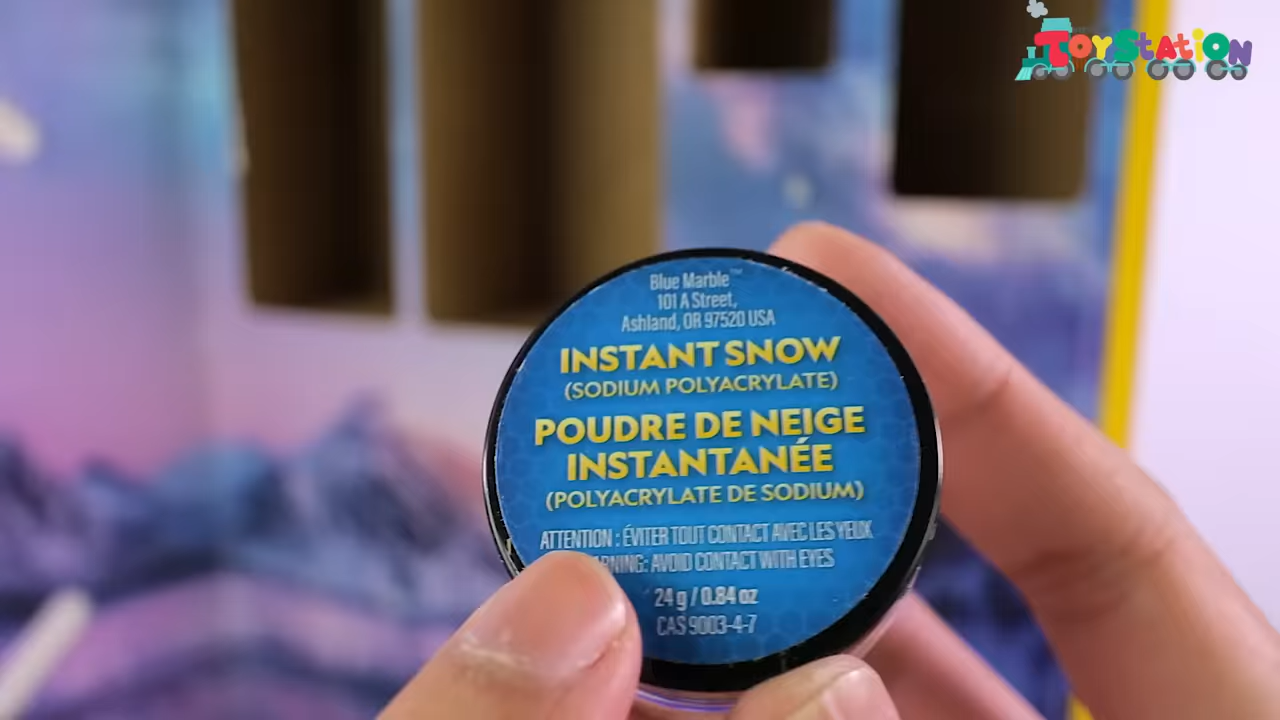 ToyStation
Blue Marble™
101 A Street,
Ashland, OR 97520 USA
INSTANT SNOW
(SODIUM POLYACRYLATE)
POUDRE DE NEIGE
INSTANTANÉE
(POLYACRYLATE DE SODIUM)
ATTENTION : ÉVITER TOUT CONTACT AVEC LES YEUX
RNING: AVOID CONTACT WITH EYES
24 g / 0.84 oz
CAS 9003-4-7